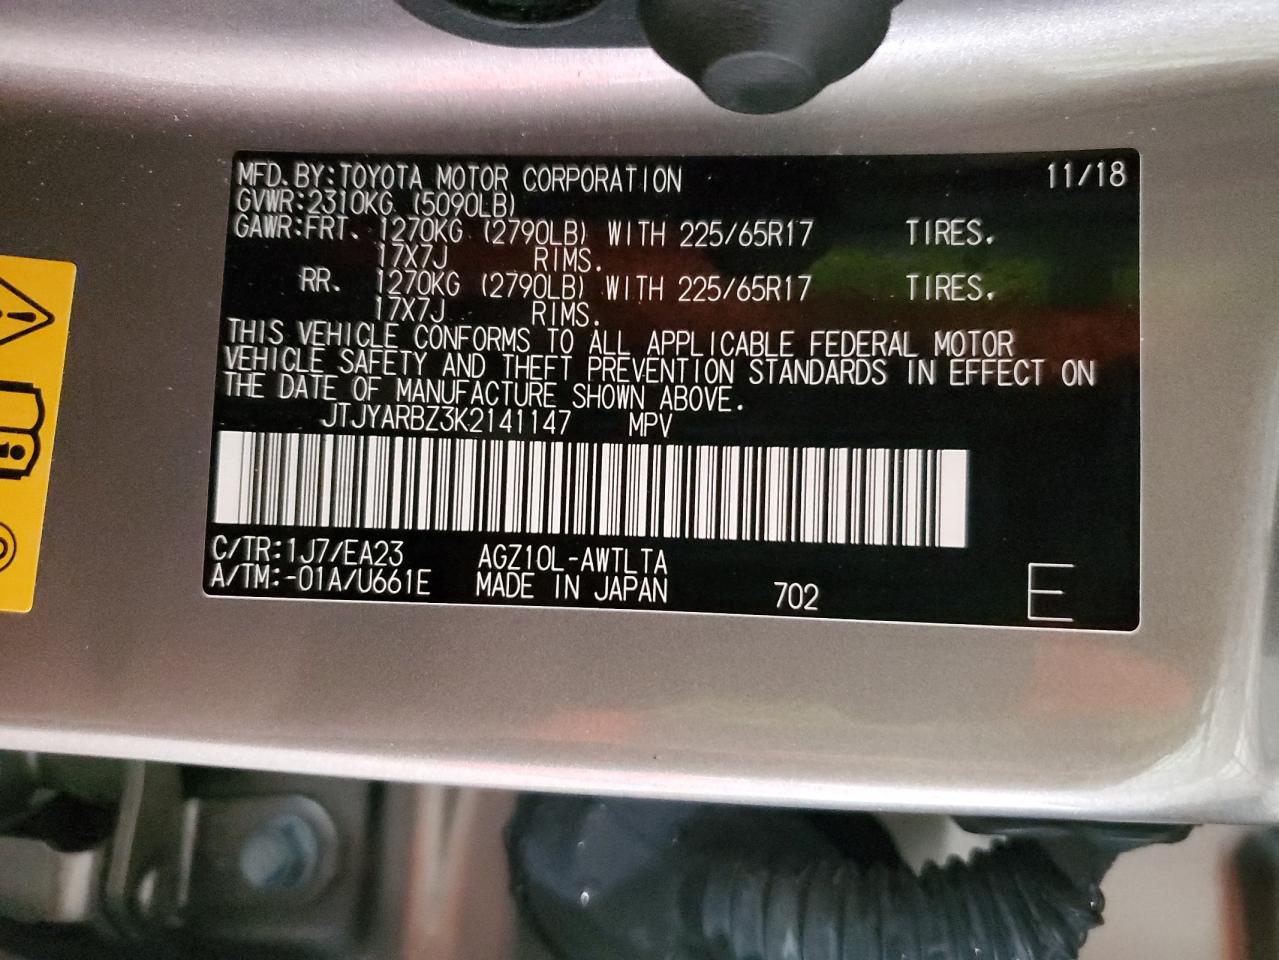 MFD. BY:TOYOTA MOTOR CORPORATION 11/18
GVWR:2310KG (5090LB)
GAWR:FRT. 1270KG (2790LB) WITH 225/65R17 TIRES.
17X7J RIMS.
RR. 1270KG (2790LB) WITH 225/65R17 TIRES.
17X7J RIMS.
THIS VEHICLE CONFORMS TO ALL APPLICABLE FEDERAL MOTOR
VEHICLE SAFETY AND THEFT PREVENTION STANDARDS IN EFFECT ON
THE DATE OF MANUFACTURE SHOWN ABOVE.
JTJYARBZ3K2141147 MPV
C/TR:1J7/EA23 AGZ10L-AWTLTA
A/TM:-01A/U661E MADE IN JAPAN 702 E